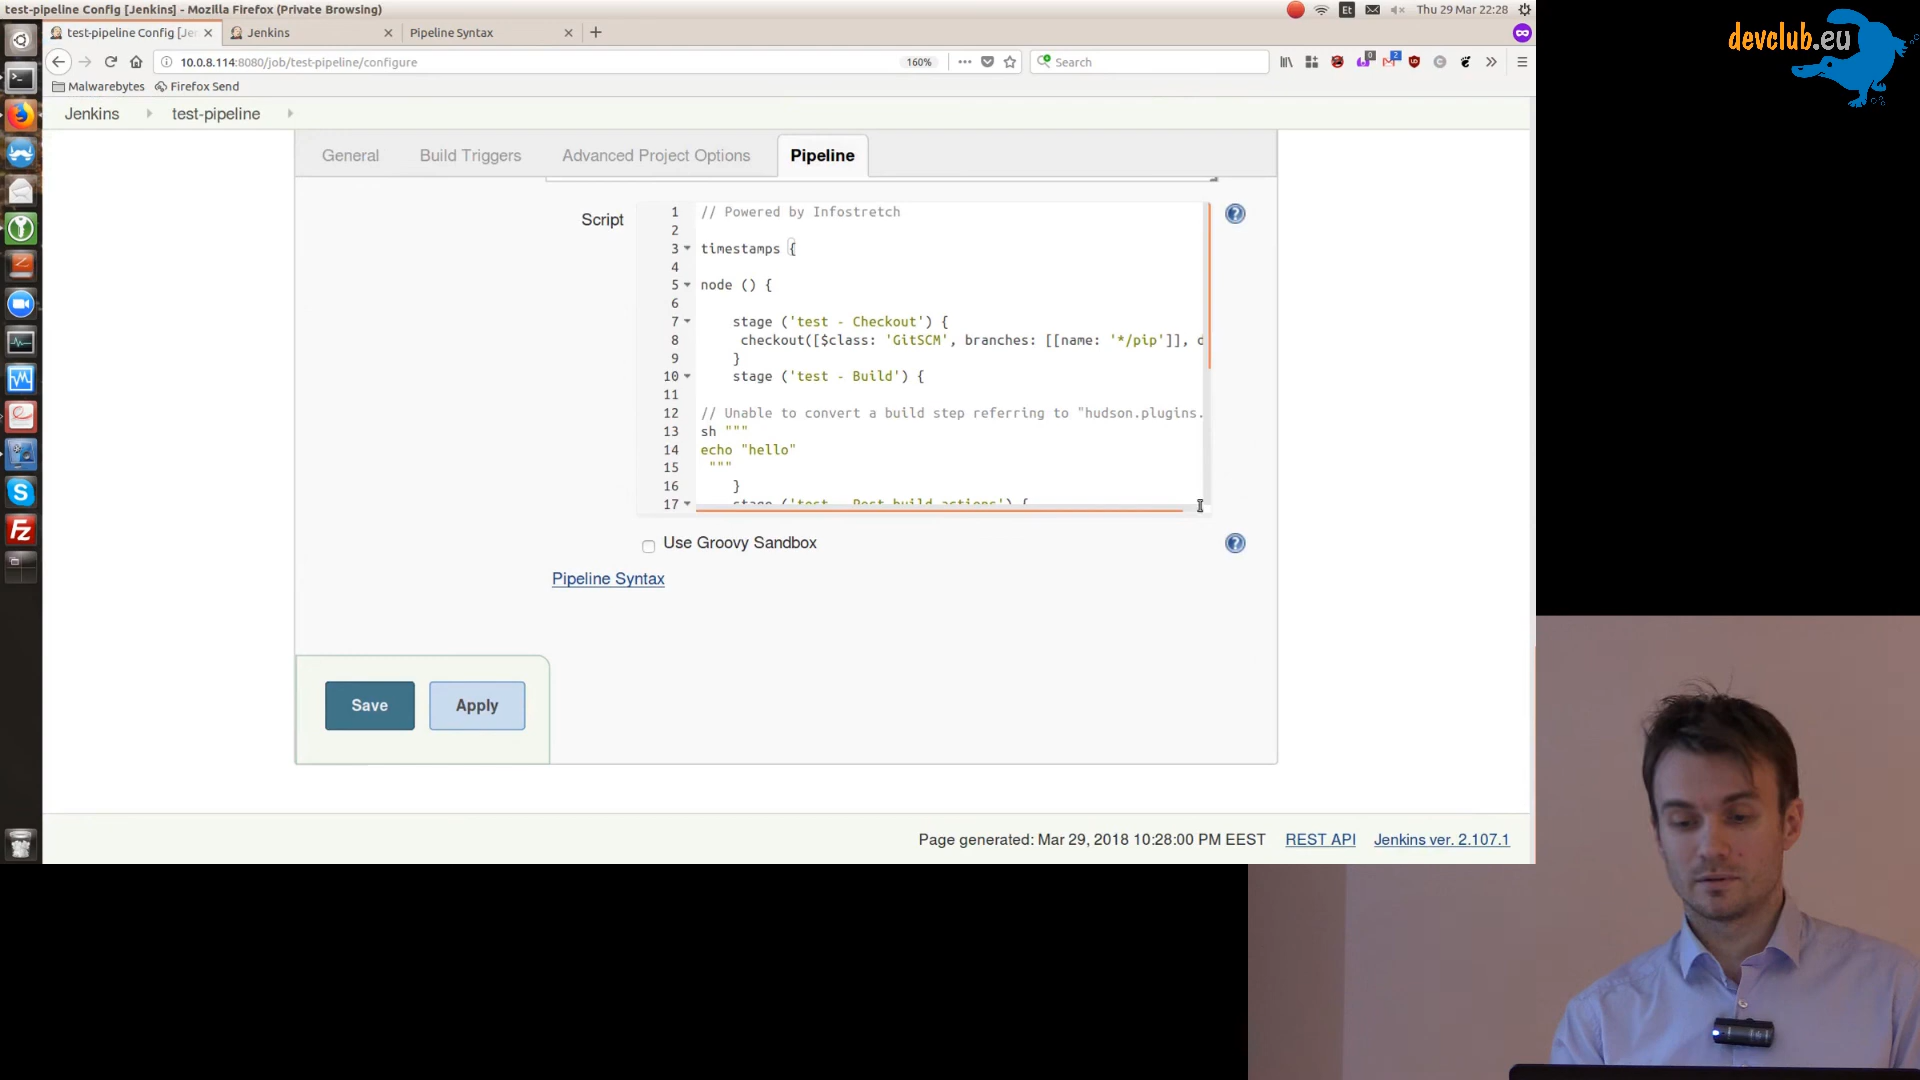 test-pipeline Config [Jenkins] - Mozilla Firefox (Private Browsing)
Et
Thu 29 Mar 22:28
test-pipeline Config [Je
Jenkins
Pipeline Syntax
10.0.8.114:8080/job/test-pipeline/configure
160%
Search
Malwarebytes
Firefox Send
devclub.eu
Jenkins
test-pipeline
General
Build Triggers
Advanced Project Options
Pipeline
Script
1 // Powered by Infostretch
2
3 timestamps {
4
5 node () {
6
7 stage ('test - Checkout') {
8 checkout([$class: 'GitSCM', branches: [[name: '*/pip']], d
9 }
10 stage ('test - Build') {
11
12 // Unable to convert a build step referring to "hudson.plugins.
13 sh """
14 echo "hello"
15 """
16 }
17 stage ('test - Post build actions') {
Use Groovy Sandbox
Pipeline Syntax
Save
Apply
Page generated: Mar 29, 2018 10:28:00 PM EEST
REST API
Jenkins ver. 2.107.1